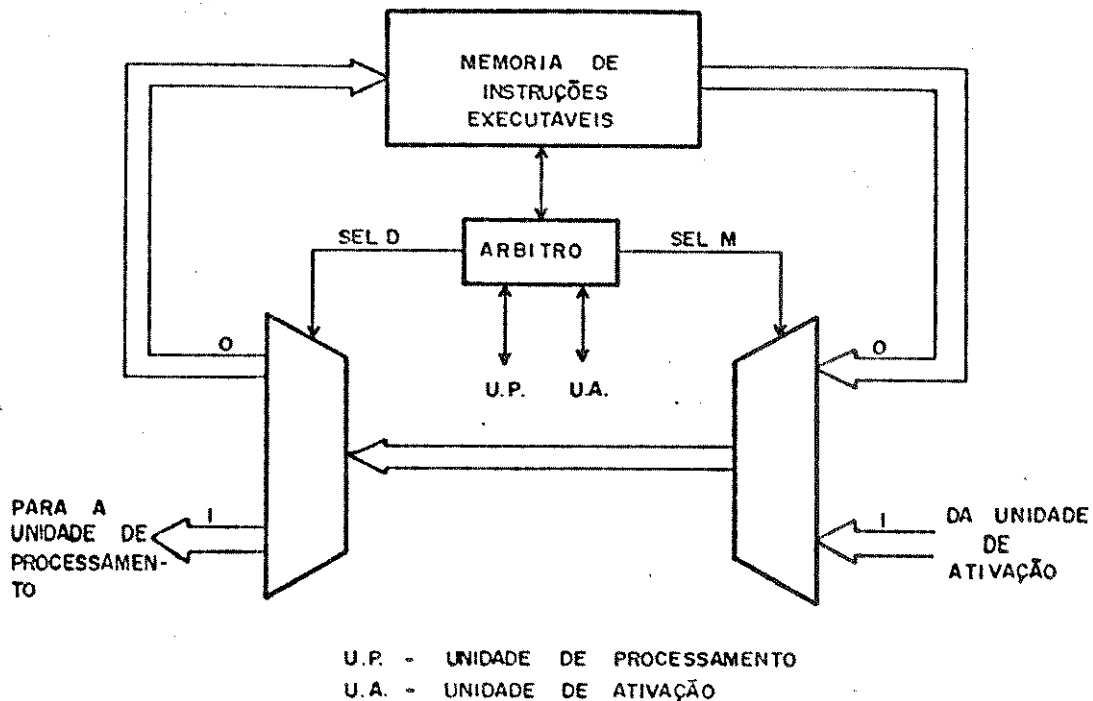 MEMORIA DE
INSTRUÇÕES
EXECUTAVEIS
SEL D
ARBITRO
SEL M
O
O
U.P.
U.A.
PARA A
UNIDADE DE
PROCESSAMEN-
TO
I
I
DA UNIDADE
DE
ATIVAÇÃO
U.P. - UNIDADE DE PROCESSAMENTO
U.A. - UNIDADE DE ATIVAÇÃO